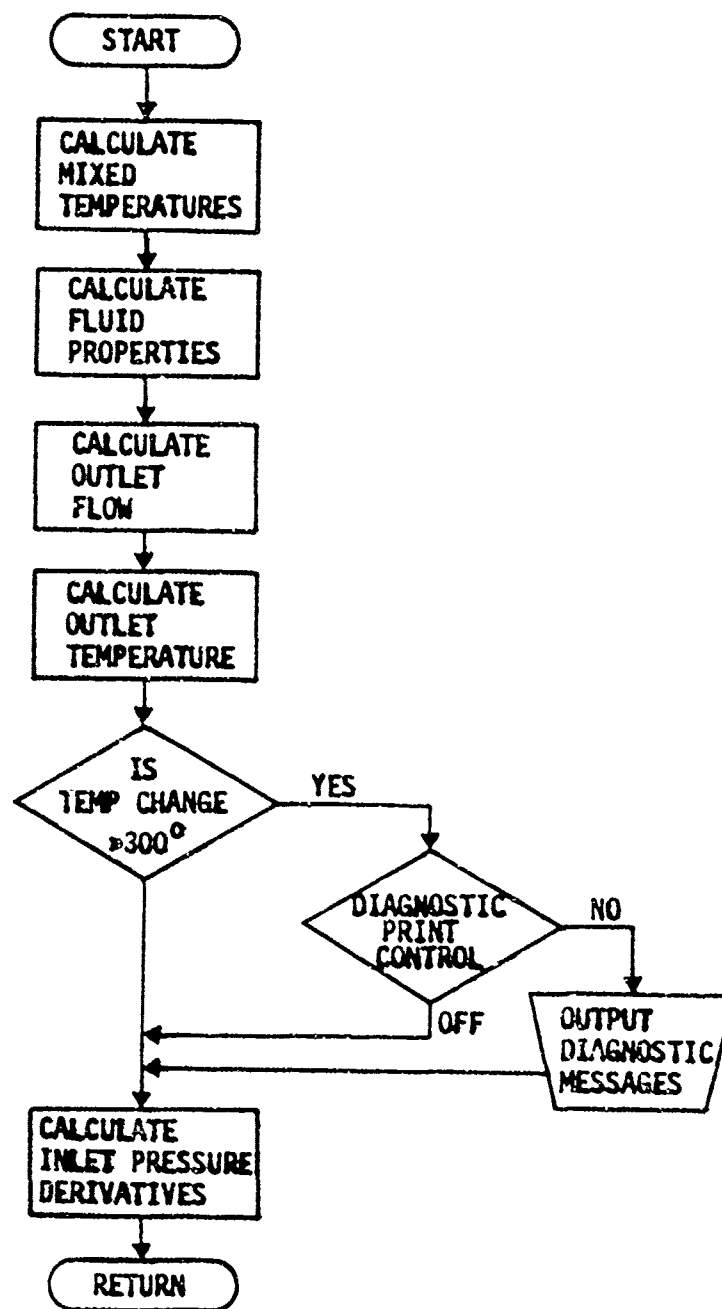 START
CALCULATE
MIXED
TEMPERATURES
CALCULATE
FLUID
PROPERTIES
CALCULATE
OUTLET
FLOW
CALCULATE
OUTLET
TEMPERATURE
IS
TEMP CHANGE
>300°
YES
DIAGNOSTIC
PRINT
CONTROL
NO
OFF
OUTPUT
DIAGNOSTIC
MESSAGES
CALCULATE
INLET PRESSURE
DERIVATIVES
RETURN